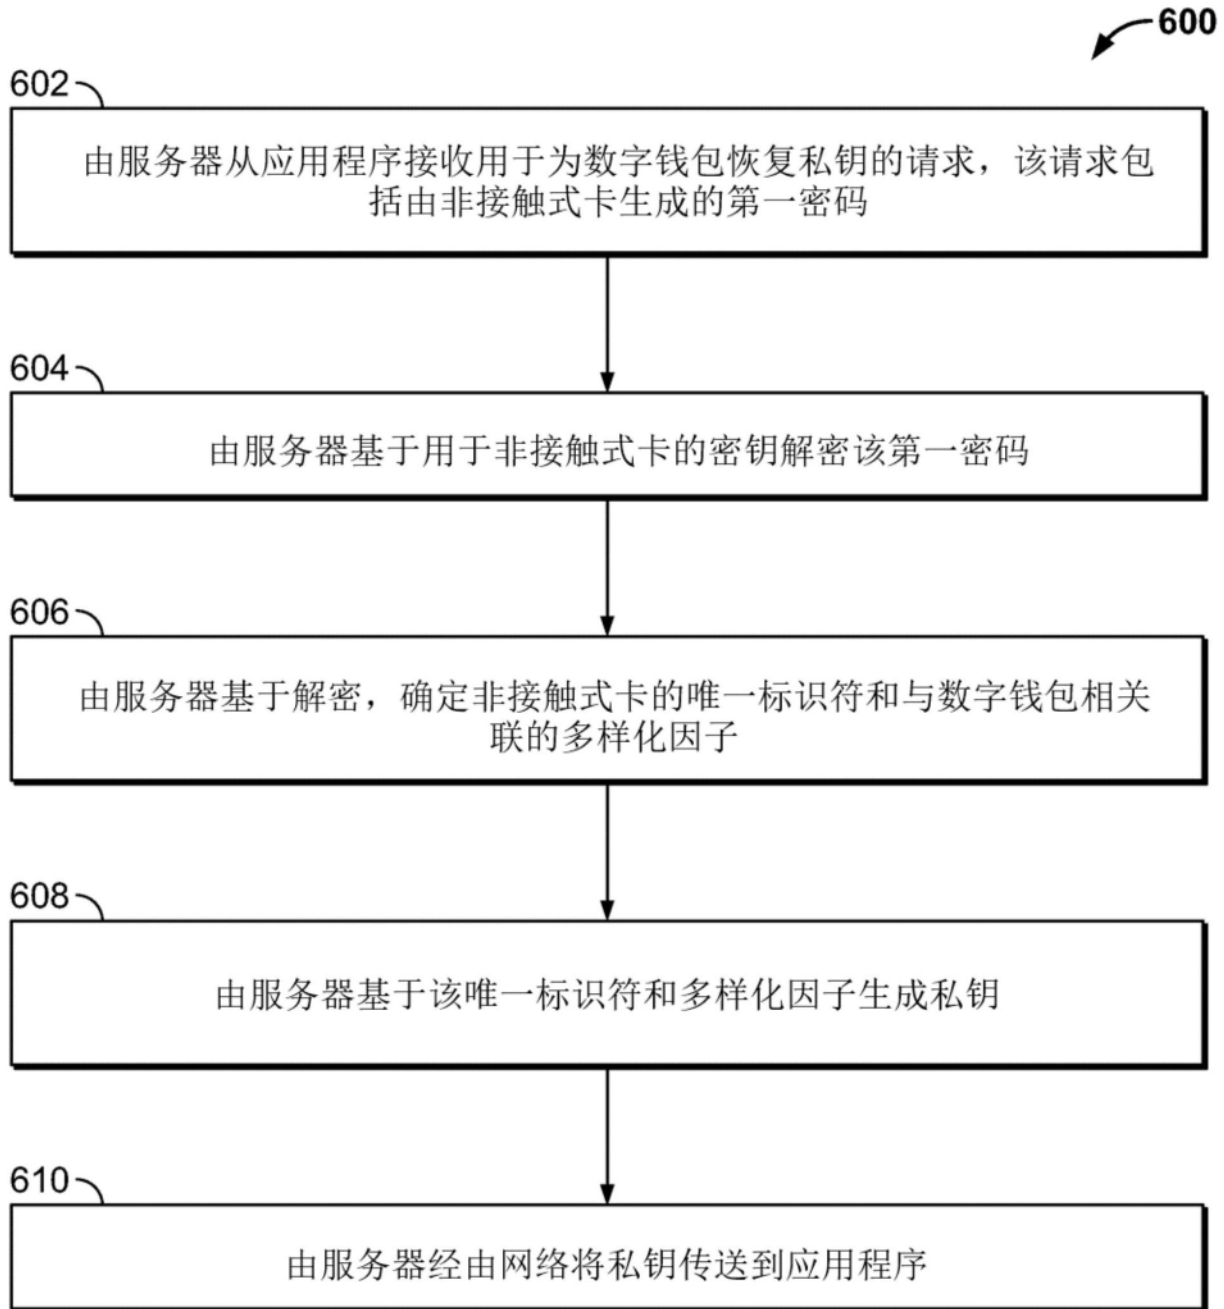 600
602
由服务器从应用程序接收用于为数字钱包恢复私钥的请求，该请求包
括由非接触式卡生成的第一密码
604
由服务器基于用于非接触式卡的密钥解密该第一密码
606
由服务器基于解密，确定非接触式卡的唯一标识符和与数字钱包相关
联的多样化因子
608
由服务器基于该唯一标识符和多样化因子生成私钥
610
由服务器经由网络将私钥传送到应用程序